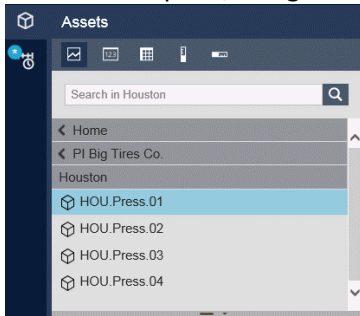 Assets
123
Search in Houston
Home
PI Big Tires Co.
Houston
HOU.Press.01
HOU.Press.02
HOU.Press.03
HOU.Press.04